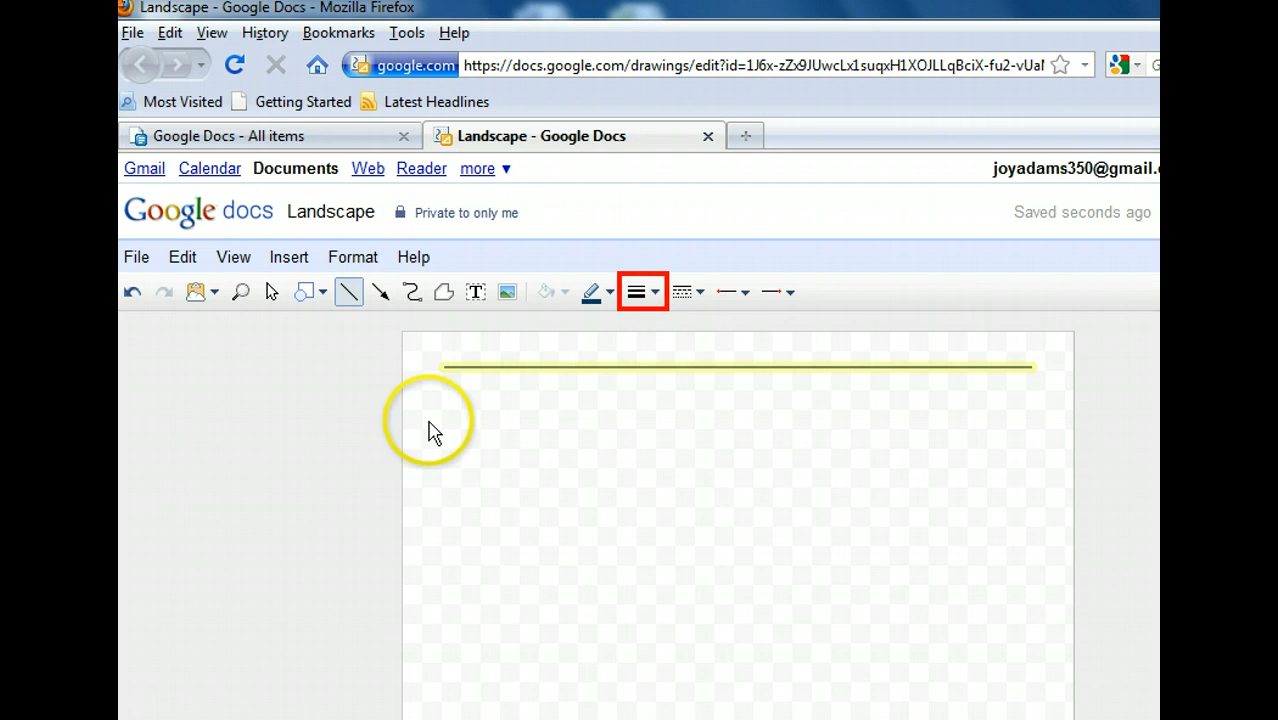 Landscape - Google Docs - Mozilla Firefox
File Edit View History Bookmarks Tools Help
google.com https://docs.google.com/drawings/edit?id=1J6x-zZx9JUwcLx1suqxH1XOJLLqBciX-fu2-vUaM
Most Visited Getting Started Latest Headlines
Google Docs - All items Landscape - Google Docs
Gmail Calendar Documents Web Reader more joyadams350@gmail.
Google docs Landscape Private to only me Saved seconds ago
File Edit View Insert Format Help
T